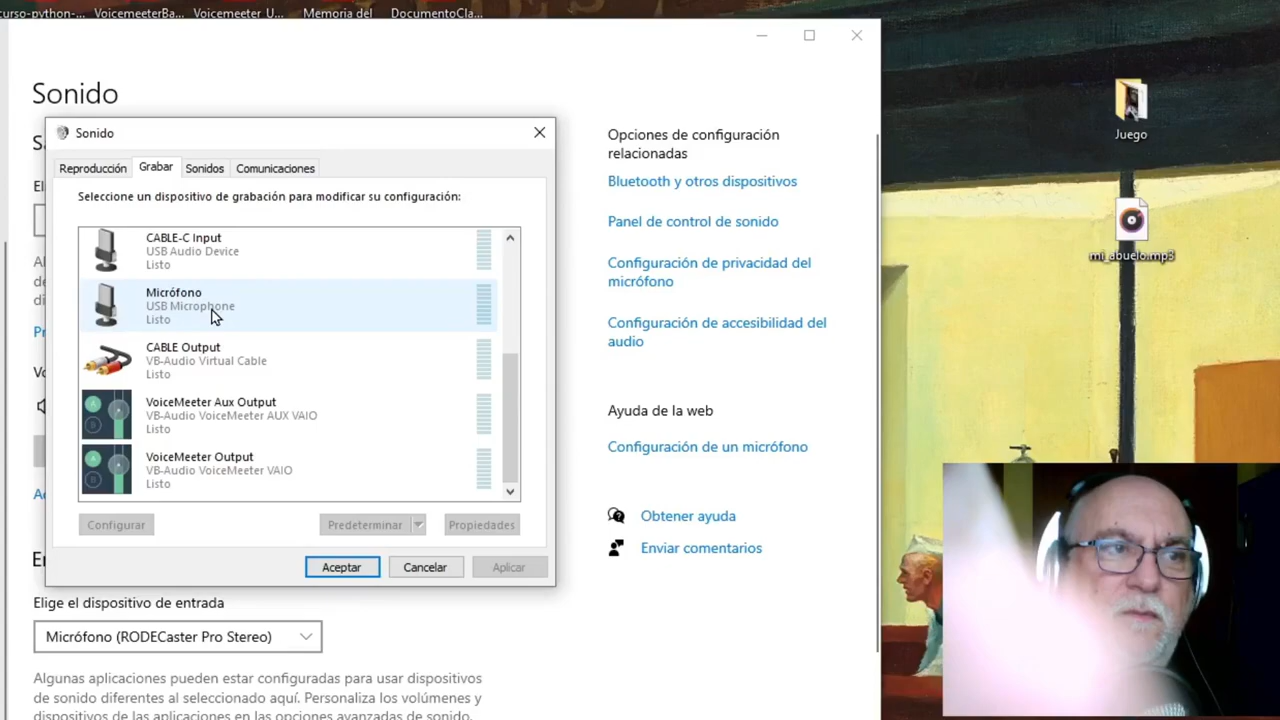 VoicemeeterBa...
Voicemeeter U...
Memoria del
DocumentoCla...
Sonido
Sonido
Reproducción
Grabar
Sonidos
Comunicaciones
Seleccione un dispositivo de grabación para modificar su configuración:
CABLE-C Input
USB Audio Device
Listo
Micrófono
USB Microphone
Listo
CABLE Output
VB-Audio Virtual Cable
Listo
VoiceMeeter Aux Output
VB-Audio VoiceMeeter AUX VAIO
Listo
VoiceMeeter Output
VB-Audio VoiceMeeter VAIO
Listo
Configurar
Predeterminar
Propiedades
Aceptar
Cancelar
Aplicar
Elige el dispositivo de entrada
Micrófono (RODECaster Pro Stereo)
Algunas aplicaciones pueden estar configuradas para usar dispositivos
de sonido diferentes al seleccionado aquí. Personaliza los volúmenes y
dispositivos de las aplicaciones en las opciones avanzadas de sonido.
Opciones de configuración
relacionadas
Bluetooth y otros dispositivos
Panel de control de sonido
Configuración de privacidad del
micrófono
Configuración de accesibilidad del
audio
Ayuda de la web
Configuración de un micrófono
Obtener ayuda
Enviar comentarios
Juego
mi_abuelo.mp3